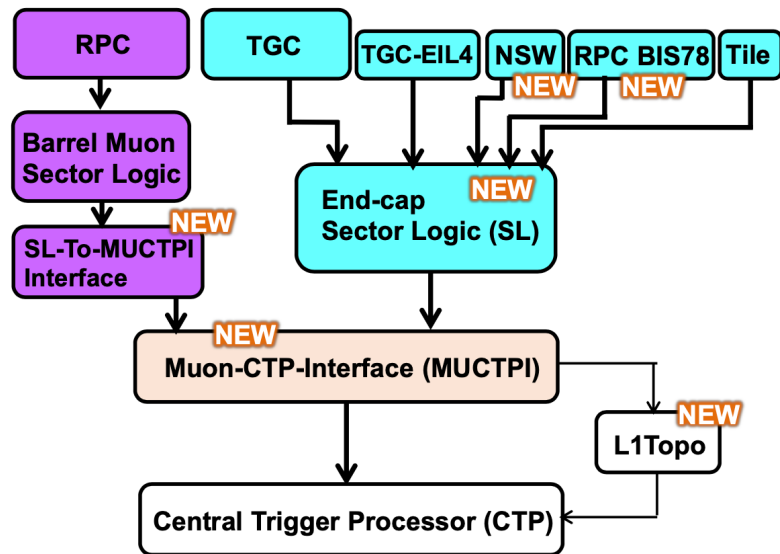 RPC
TGC
TGC-EIL4
NSW
RPC BIS78
Tile
NEW
NEW
Barrel Muon
Sector Logic
NEW
End-cap
Sector Logic (SL)
NEW
SL-To-MUCTPI
Interface
NEW
Muon-CTP-Interface (MUCTPI)
NEW
L1Topo
Central Trigger Processor (CTP)